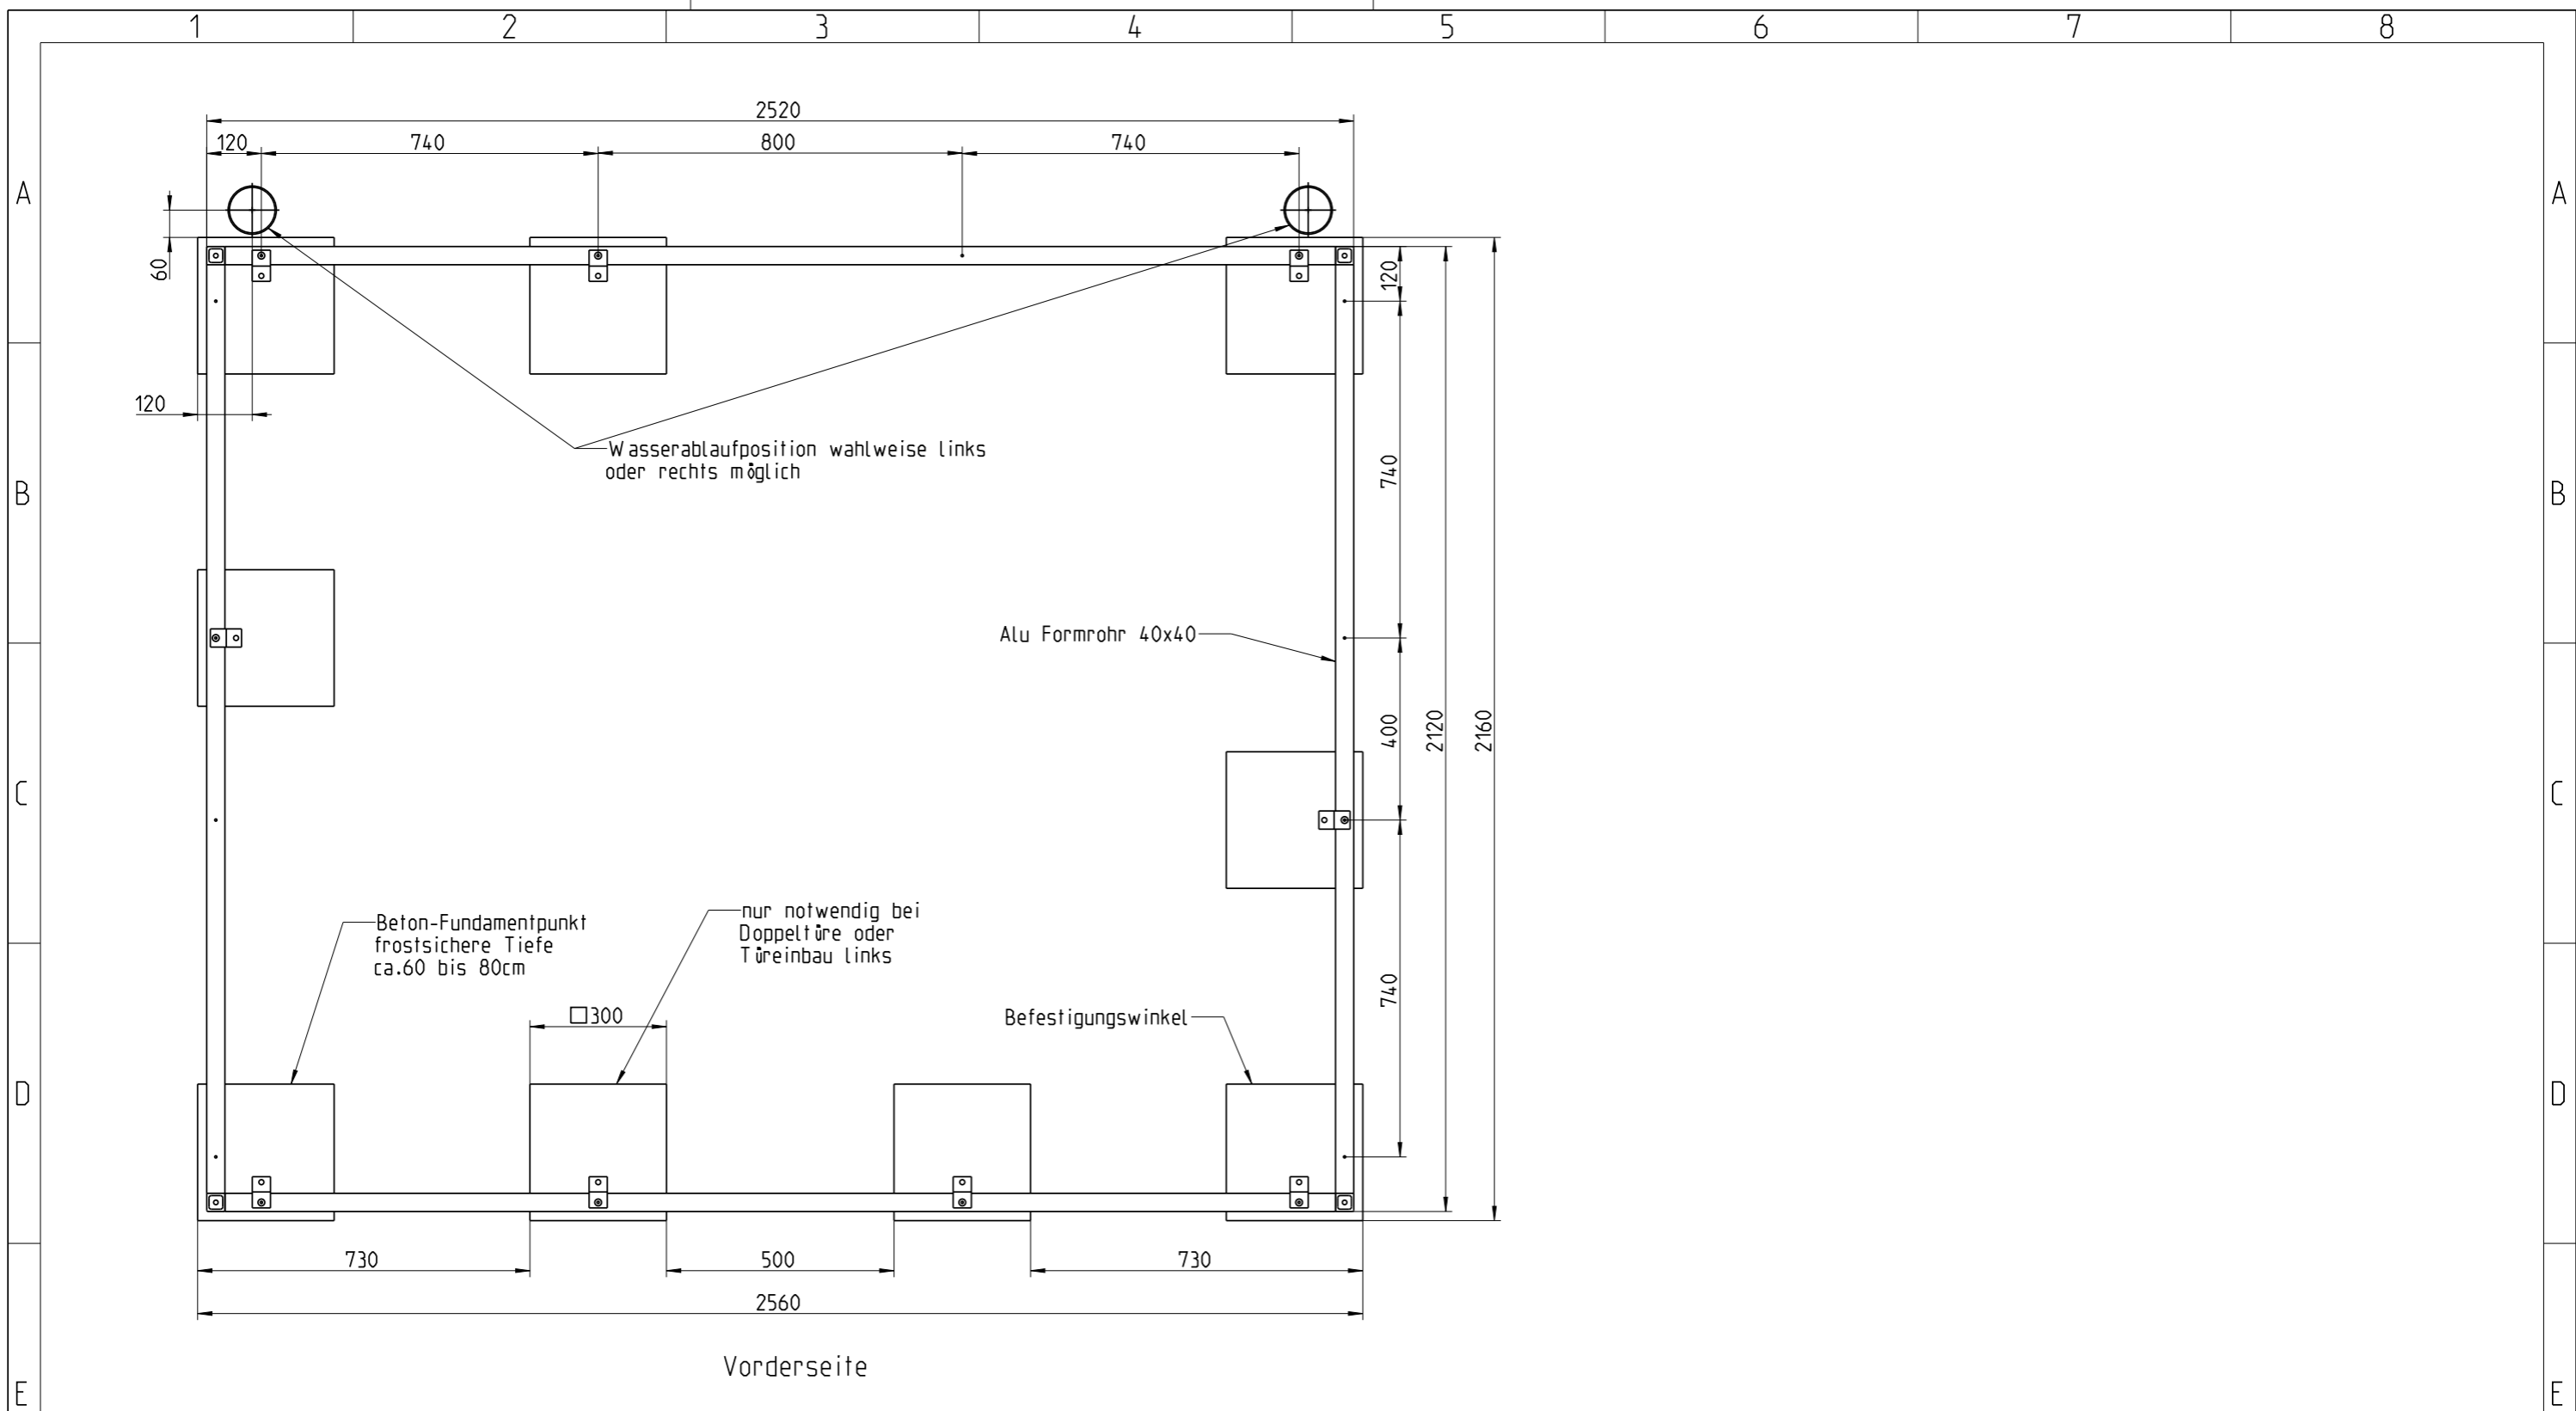 1 2 3 4 5 6 7 8
2520
120 740 800 740
A A
60
120
120
Wasserablaufposition wahlweise links
oder rechts möglich
740
B B
Alu Formrohr 40x40
400
2120
2160
C C
nur notwendig bei
Doppeltüre oder
Türeinbau links
Beton-Fundamentpunkt
frostsichere Tiefe
ca.60 bis 80cm
740
□300
Befestigungswinkel
D D
730 500 730
2560
Vorderseite
E E